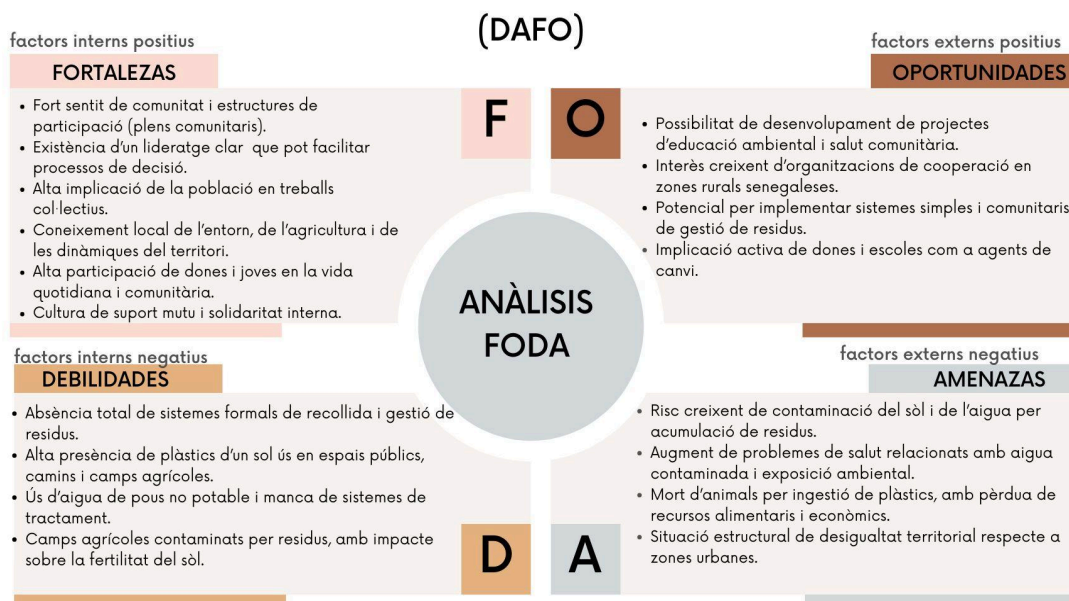 (DAFO)
factors interns positius
FORTALEZAS
• Fort sentit de comunitat i estructures de
participació (plens comunitaris).
• Existència d'un lideratge clar que pot facilitar
processos de decisió.
• Alta implicació de la població en treballs
col·lectius.
• Coneixement local de l'entorn, de l'agricultura i de
les dinàmiques del territori.
• Alta participació de dones i joves en la vida
quotidiana i comunitària.
• Cultura de suport mutu i solidaritat interna.
F
O
factors externs positius
OPORTUNIDADES
• Possibilitat de desenvolupament de projectes
d'educació ambiental i salut comunitària.
• Interès creixent d'organitzacions de cooperació en
zones rurals senegaleses.
• Potencial per implementar sistemes simples i comunitaris
de gestió de residus.
• Implicació activa de dones i escoles com a agents de
canvi.
ANÀLISIS
FODA
factors interns negatius
DEBILIDADES
• Absència total de sistemes formals de recollida i gestió de
residus.
• Alta presència de plàstics d'un sol ús en espais públics,
camins i camps agrícoles.
• Ús d'aigua de pous no potable i manca de sistemes de
tractament.
• Camps agrícoles contaminats per residus, amb impacte
sobre la fertilitat del sòl.
D
A
factors externs negatius
AMENAZAS
• Risc creixent de contaminació del sòl i de l'aigua per
acumulació de residus.
• Augment de problemes de salut relacionats amb aigua
contaminada i exposició ambiental.
• Mort d'animals per ingestió de plàstics, amb pèrdua de
recursos alimentaris i econòmics.
• Situació estructural de desigualtat territorial respecte a
zones urbanes.